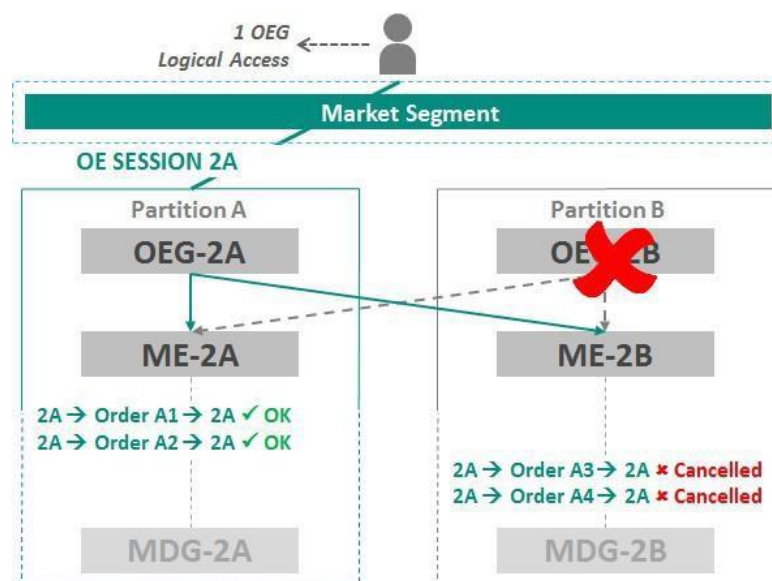 1 OEG
Logical Access
Market Segment
OE SESSION 2A
Partition A
Partition B
OEG-2A
ME-2A
ME-2B
2A → Order A1 → 2A ✓ OK
2A → Order A2 → 2A ✓ OK
2A → Order A3 → 2A ✘ Cancelled
2A → Order A4 → 2A ✘ Cancelled
MDG-2A
MDG-2B